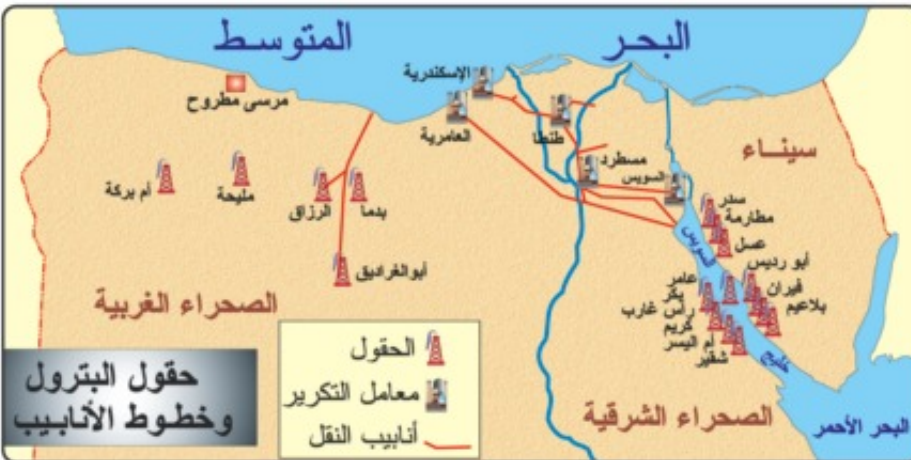 البحر المتوسط
الإسكندرية
مرسى مطروح
العامرية
طنطا
مسطرد
السويس
سيناء
أم بركة
مليحة
الرزاق
بدما
أبوالغراديق
سدر
مطارمة
عسل
أبو رديس
فيران
بلاعيم
خليج السويس
عامر
بكر
رأس غارب
كريم
أم اليسر
شقير
الصحراء الغربية
الصحراء الشرقية
البحر الأحمر
الحقول
معامل التكرير
أنابيب النقل
حقول البترول
وخطوط الأنابيب